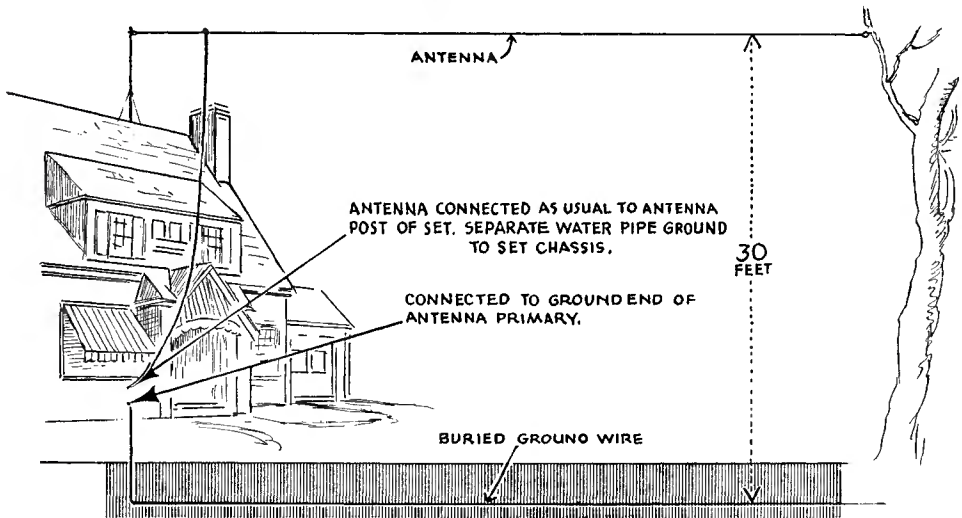 ANTENNA
ANTENNA CONNECTED AS USUAL TO ANTENNA
POST OF SET. SEPARATE WATER PIPE GROUND
TO SET CHASSIS.
30
FEET
CONNECTED TO GROUND END OF
ANTENNA PRIMARY.
BURIED GROUND WIRE